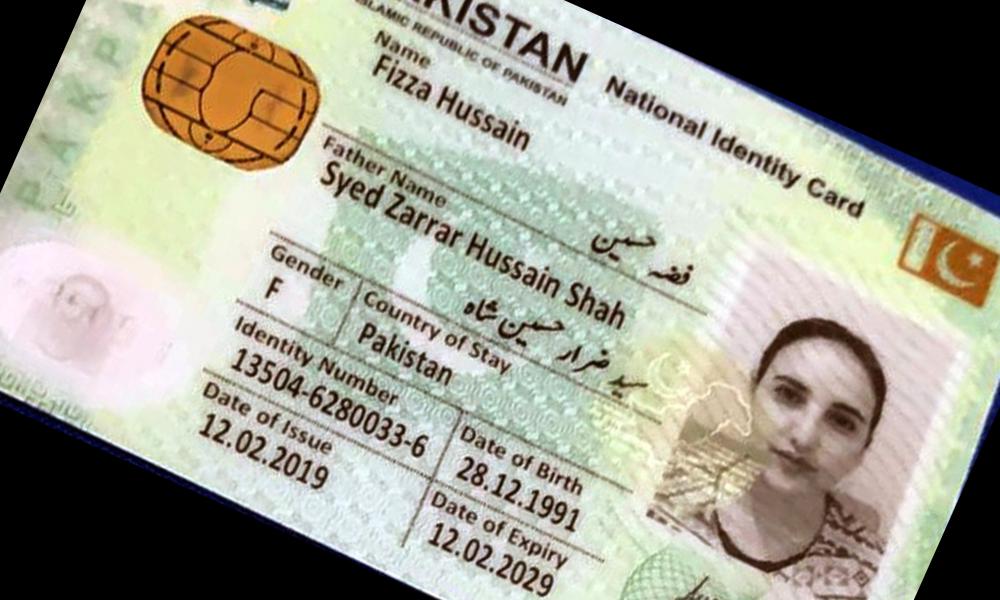 PAKISTAN National Identity Card
ISLAMIC REPUBLIC OF PAKISTAN
Name
Fizza Hussain
فضہ حسین
Father Name
Syed Zarrar Hussain Shah
سید ضرار حسین شاہ
Gender Country of Stay
F Pakistan
Identity Number Date of Birth
13504-6280033-6 28.12.1991
Date of Issue Date of Expiry
12.02.2019 12.02.2029